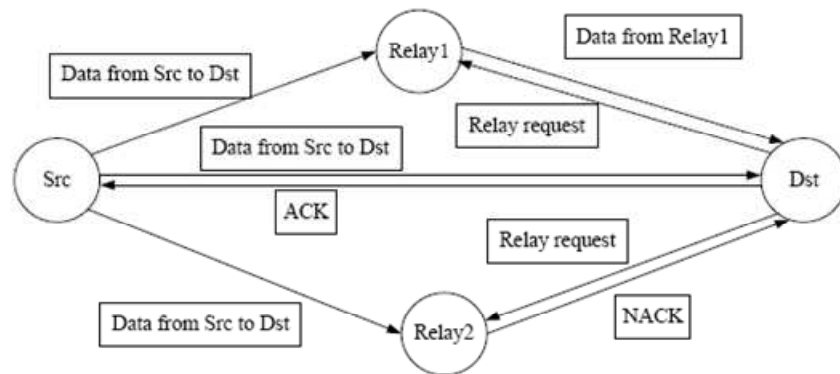 Relay1
Data from Relay1
Data from Src to Dst
Relay request
Data from Src to Dst
Src
Dst
ACK
Relay request
Data from Src to Dst
Relay2
NACK